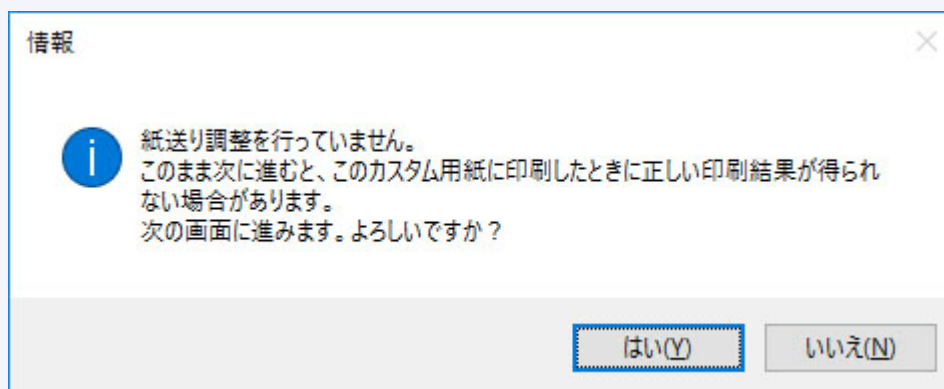 情報
紙送り調整を行っていません。
このまま次に進むと、このカスタム用紙に印刷したときに正しい印刷結果が得られ
ない場合があります。
次の画面に進みます。よろしいですか？
はい(Y)
いいえ(N)